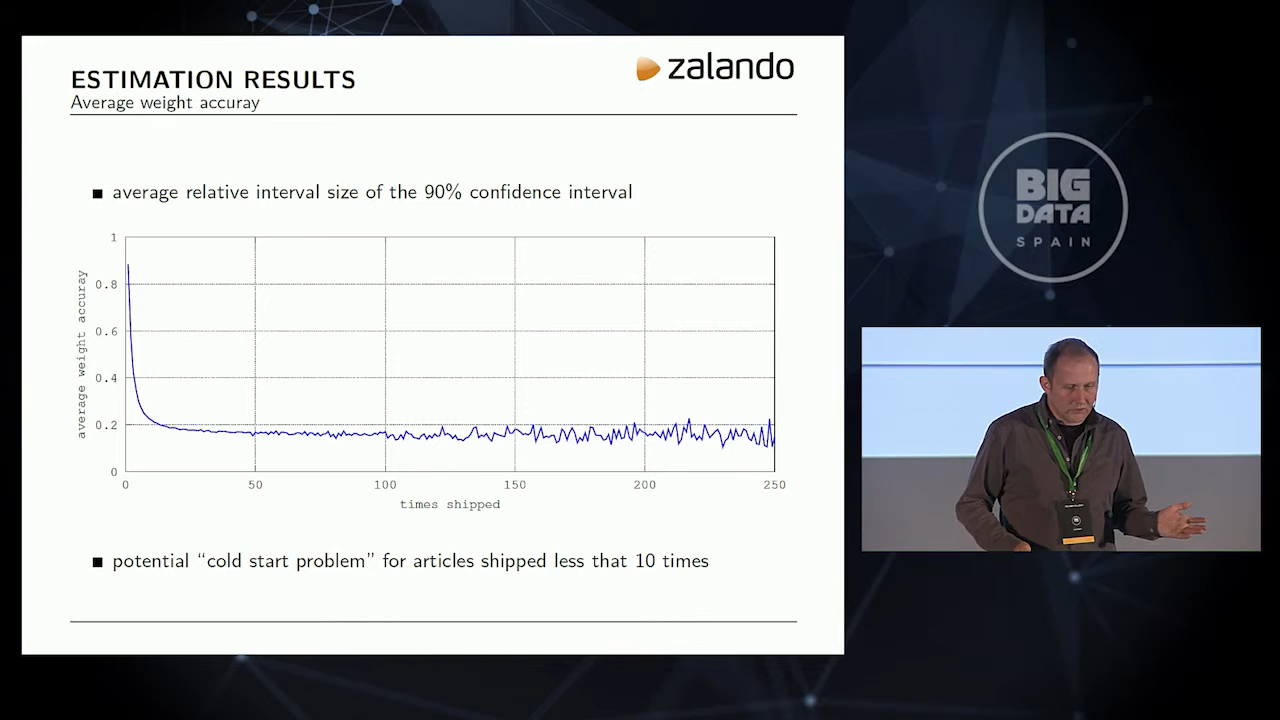 ESTIMATION RESULTS
Average weight accuray
zalando
average relative interval size of the 90% confidence interval
1
0.8
0.6
0.4
0.2
0
average weight accuray
0 50 100 150 200 250
times shipped
potential “cold start problem” for articles shipped less that 10 times
BIG
DATA
SPAIN